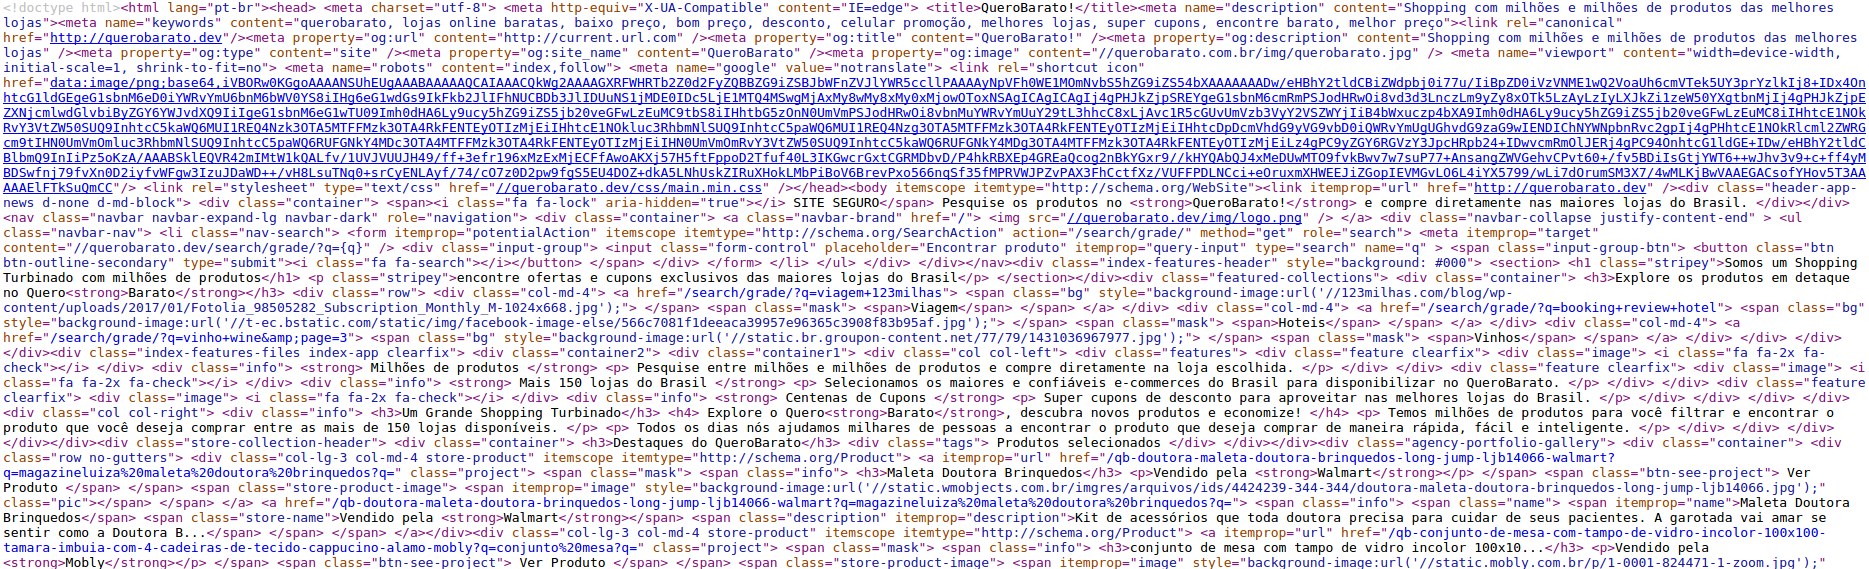 <!doctype html><html lang="pt-br"><head> <meta charset="utf-8"> <meta http-equiv="X-UA-Compatible" content="IE=edge"> <title>QueroBarato!</title><meta name="description" content="Shopping com milhões e milhões de produtos das melhores
lojas"><meta name="keywords" content="querobarato, lojas online baratas, baixo preço, bom preço, desconto, celular promoção, melhores lojas, super cupons, encontre barato, melhor preço"><link rel="canonical"
href="http://querobarato.dev"/><meta property="og:url" content="http://current.url.com" /><meta property="og:title" content="QueroBarato!" /><meta property="og:description" content="Shopping com milhões e milhões de produtos das melhores
lojas" /><meta property="og:type" content="site" /><meta property="og:site_name" content="QueroBarato" /><meta property="og:image" content="//querobarato.com.br/img/querobarato.jpg" /> <meta name="viewport" content="width=device-width,
initial-scale=1, shrink-to-fit=no"> <meta name="robots" content="index,follow"> <meta name="google" value="notranslate"> <link rel="shortcut icon"
href="data:image/png;base64,
AAAElFTkSuQmCC"/> <link rel="stylesheet" type="text/css" href="//querobarato.dev/css/main.min.css" /></head><body itemscope itemtype="http://schema.org/WebSite"><link itemprop="url" href="http://querobarato.dev" /><div class="header-app-
news d-none d-md-block"> <div class="container"> <span><i class="fa fa-lock" aria-hidden="true"></i> SITE SEGURO</span> Pesquise os produtos no <strong>QueroBarato!</strong> e compre diretamente nas maiores lojas do Brasil. </div></div>
<nav class="navbar navbar-expand-lg navbar-dark" role="navigation"> <div class="container"> <a class="navbar-brand" href="/"> <img src="//querobarato.dev/img/logo.png" /> </a> <div class="navbar-collapse justify-content-end" > <ul
class="navbar-nav"> <li class="nav-search"> <form itemprop="potentialAction" itemscope itemtype="http://schema.org/SearchAction" action="/search/grade/" method="get" role="search"> <meta itemprop="target"
content="//querobarato.dev/search/grade/?q={q}" /> <div class="input-group"> <input class="form-control" placeholder="Encontrar produto" itemprop="query-input" type="search" name="q" > <span class="input-group-btn"> <button class="btn
btn-outline-secondary" type="submit"><i class="fa fa-search"></i></button> </span> </div> </form> </li> </ul> </div> </div></nav><div class="index-features-header" style="background: #000"> <section> <h1 class="stripey">Somos um Shopping
Turbinado com milhões de produtos</h1> <p class="stripey">encontre ofertas e cupons exclusivos das maiores lojas do Brasil</p> </section></div><div class="featured-collections"> <div class="container"> <h3>Explore os produtos em detaque
no Quero<strong>Barato</strong></h3> <div class="row"> <div class="col-md-4"> <a href="/search/grade/?q=viagem+123milhas"> <span class="bg" style="background-image:url('//123milhas.com/blog/wp-
content/uploads/2017/01/Fotolia_98505282_Subscription_Monthly_M-1024x668.jpg');"> </span> <span class="mask"> <span>Viagem</span> </span> </a> </div> <div class="col-md-4"> <a href="/search/grade/?q=booking+review+hotel"> <span class="bg"
style="background-image:url('//t-ec.bstatic.com/static/img/facebook-image-else/566c7081f1deeaca39957e96365c3908f83b95af.jpg');"> </span> <span class="mask"> <span>Hoteis</span> </span> </a> </div> <div class="col-md-4"> <a
href="/search/grade/?q=vinho+wine&amp;page=3"> <span class="bg" style="background-image:url('//static.br.groupon-content.net/77/79/1431036967977.jpg');"> </span> <span class="mask"> <span>Vinhos</span> </span> </a> </div> </div>
</div></div><div class="index-features-files index-app clearfix"> <div class="container2"> <div class="container1"> <div class="col col-left"> <div class="features"> <div class="feature clearfix"> <div class="image"> <i class="fa fa-2x fa-
check"></i> </div> <div class="info"> <strong> Milhões de produtos </strong> <p> Pesquise entre milhões e milhões de produtos e compre diretamente na loja escolhida. </p> </div> </div> <div class="feature clearfix"> <div class="image"> <i
class="fa fa-2x fa-check"></i> </div> <div class="info"> <strong> Mais 150 lojas do Brasil </strong> <p> Selecionamos os maiores e confiáveis e-commerces do Brasil para disponibilizar no QueroBarato. </p> </div> </div> <div class="feature
clearfix"> <div class="image"> <i class="fa fa-2x fa-check"></i> </div> <div class="info"> <strong> Centenas de Cupons </strong> <p> Super cupons de desconto para aproveitar nas melhores lojas do Brasil. </p> </div> </div> </div> </div>
<div class="col col-right"> <div class="info"> <h3>Um Grande Shopping Turbinado</h3> <h4> Explore o Quero<strong>Barato</strong>, descubra novos produtos e economize! </h4> <p> Temos milhões de produtos para você filtrar e encontrar o
produto que você deseja comprar entre as mais de 150 lojas disponíveis. </p> <p> Todos os dias nós ajudamos milhares de pessoas a encontrar o produto que deseja comprar de maneira rápida, fácil e inteligente. </p> </div> </div> </div>
</div></div><div class="store-collection-header"> <div class="container"> <h3>Destaques do QueroBarato</h3> <div class="tags"> Produtos selecionados </div> </div></div><div class="agency-portfolio-gallery"> <div class="container"> <div
class="row no-gutters"> <div class="col-lg-3 col-md-4 store-product" itemscope itemtype="http://schema.org/Product"> <a itemprop="url" href="/qb-doutora-maleta-doutora-brinquedos-long-jump-ljb14066-walmart?
q=magazineluiza%20maleta%20doutora%20brinquedos?q=" class="project"> <span class="mask"> <span class="info"> <h3>Maleta Doutora Brinquedos</h3> <p>Vendido pela <strong>Walmart</strong></p> </span> <span class="btn-see-project"> Ver
Produto </span> </span> <span class="store-product-image"> <span itemprop="image" style="background-image:url('//static.wmobjects.com.br/imgres/arquivos/ids/4424239-344-344/doutora-maleta-doutora-brinquedos-long-jump-ljb14066.jpg');"
class="pic"></span> </span> </a> <a href="/qb-doutora-maleta-doutora-brinquedos-long-jump-ljb14066-walmart?q=magazineluiza%20maleta%20doutora%20brinquedos?q="> <span class="info"> <span class="name"> <span itemprop="name">Maleta Doutora
Brinquedos</span> <span class="store-name">Vendido pela <strong>Walmart</strong></span> </span> <span class="description" itemprop="description">Kit de acessórios que toda doutora precisa para cuidar de seus pacientes. A garotada vai amar se
sentir como a Doutora B...</span> </span> </a></div><div class="col-lg-3 col-md-4 store-product" itemscope itemtype="http://schema.org/Product"> <a itemprop="url" href="/qb-conjunto-de-mesa-com-tampo-de-vidro-incolor-100x100-
tamara-imbuia-com-4-cadeiras-de-tecido-cappucino-alamo-mobly?q=conjunto%20mesa?q=" class="project"> <span class="mask"> <span class="info"> <h3>conjunto de mesa com tampo de vidro incolor 100x10...</h3> <p>Vendido pela
<strong>Mobly</strong></p> </span> <span class="btn-see-project"> Ver Produto </span> </span> <span class="store-product-image"> <span itemprop="image" style="background-image:url('//static.mobly.com.br/p/1-0001-824471-1-zoom.jpg');"